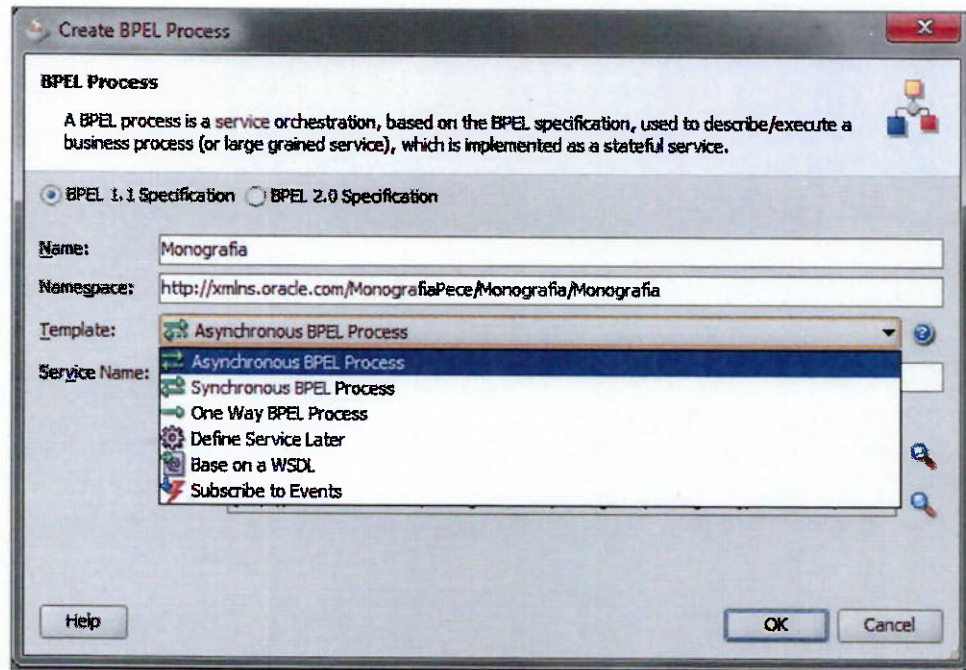 Create BPEL Process
BPEL Process
A BPEL process is a service orchestration, based on the BPEL specification, used to describe/execute a
business process (or large grained service), which is implemented as a stateful service.
BPEL 1.1 Specification BPEL 2.0 Specification
Name: Monografia
Namespace: http://xmlns.oracle.com/MonografiaPece/Monografia/Monografia
Template: Asynchronous BPEL Process
Asynchronous BPEL Process
Service Name:
Synchronous BPEL Process
One Way BPEL Process
Define Service Later
Base on a WSDL
Subscribe to Events
Help OK Cancel